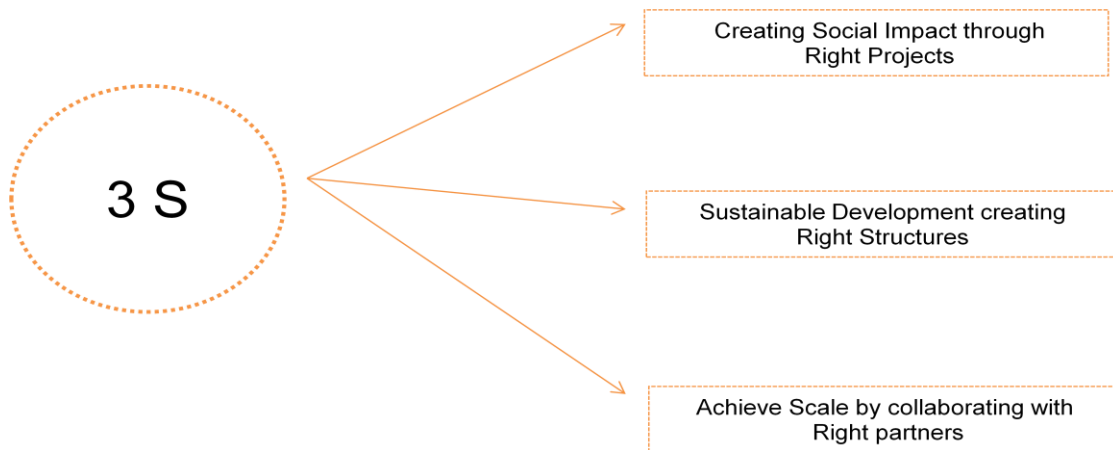 3 S
Creating Social Impact through
Right Projects
Sustainable Development creating
Right Structures
Achieve Scale by collaborating with
Right partners